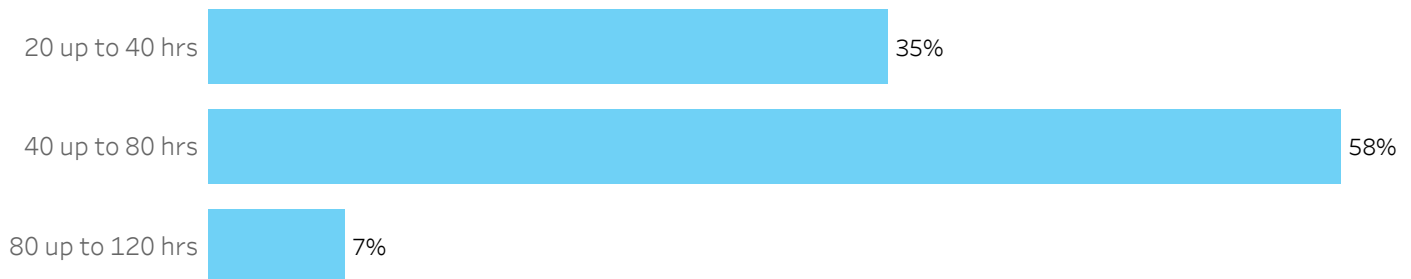 20 up to 40 hrs 35%
40 up to 80 hrs 58%
80 up to 120 hrs 7%